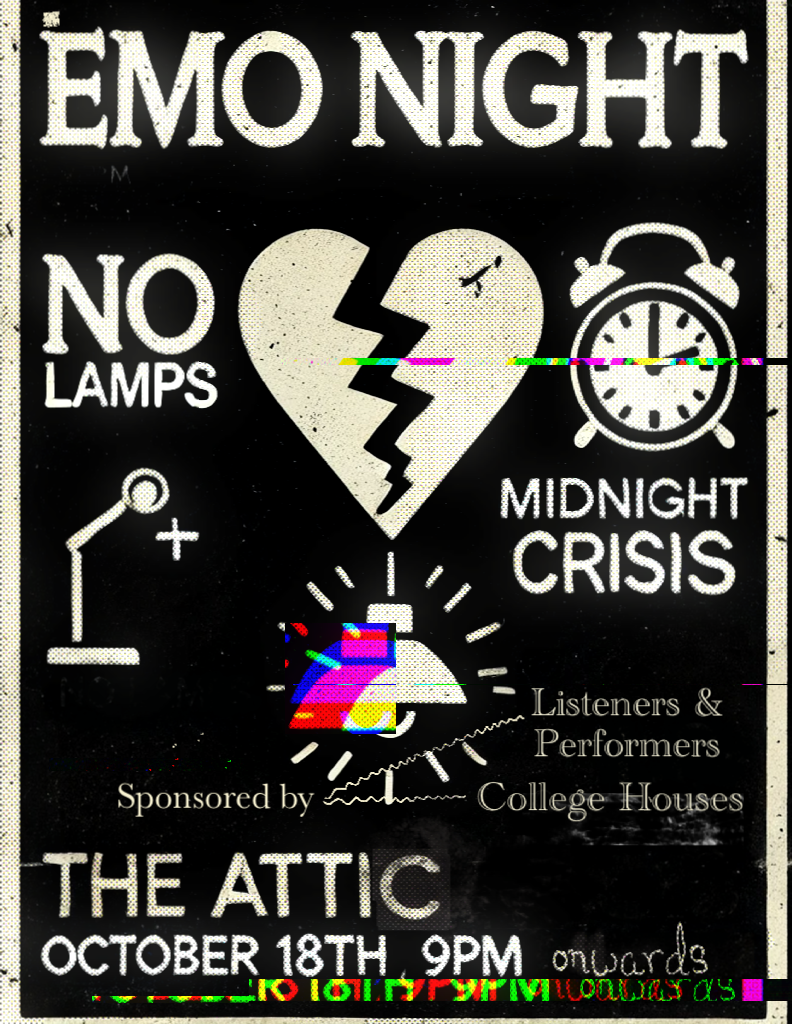 EMO NIGHT
NO
LAMPS
MIDNIGHT
CRISIS
Listeners &
Performers
Sponsored by College Houses
THE ATTIC
OCTOBER 18TH 9PM onwards